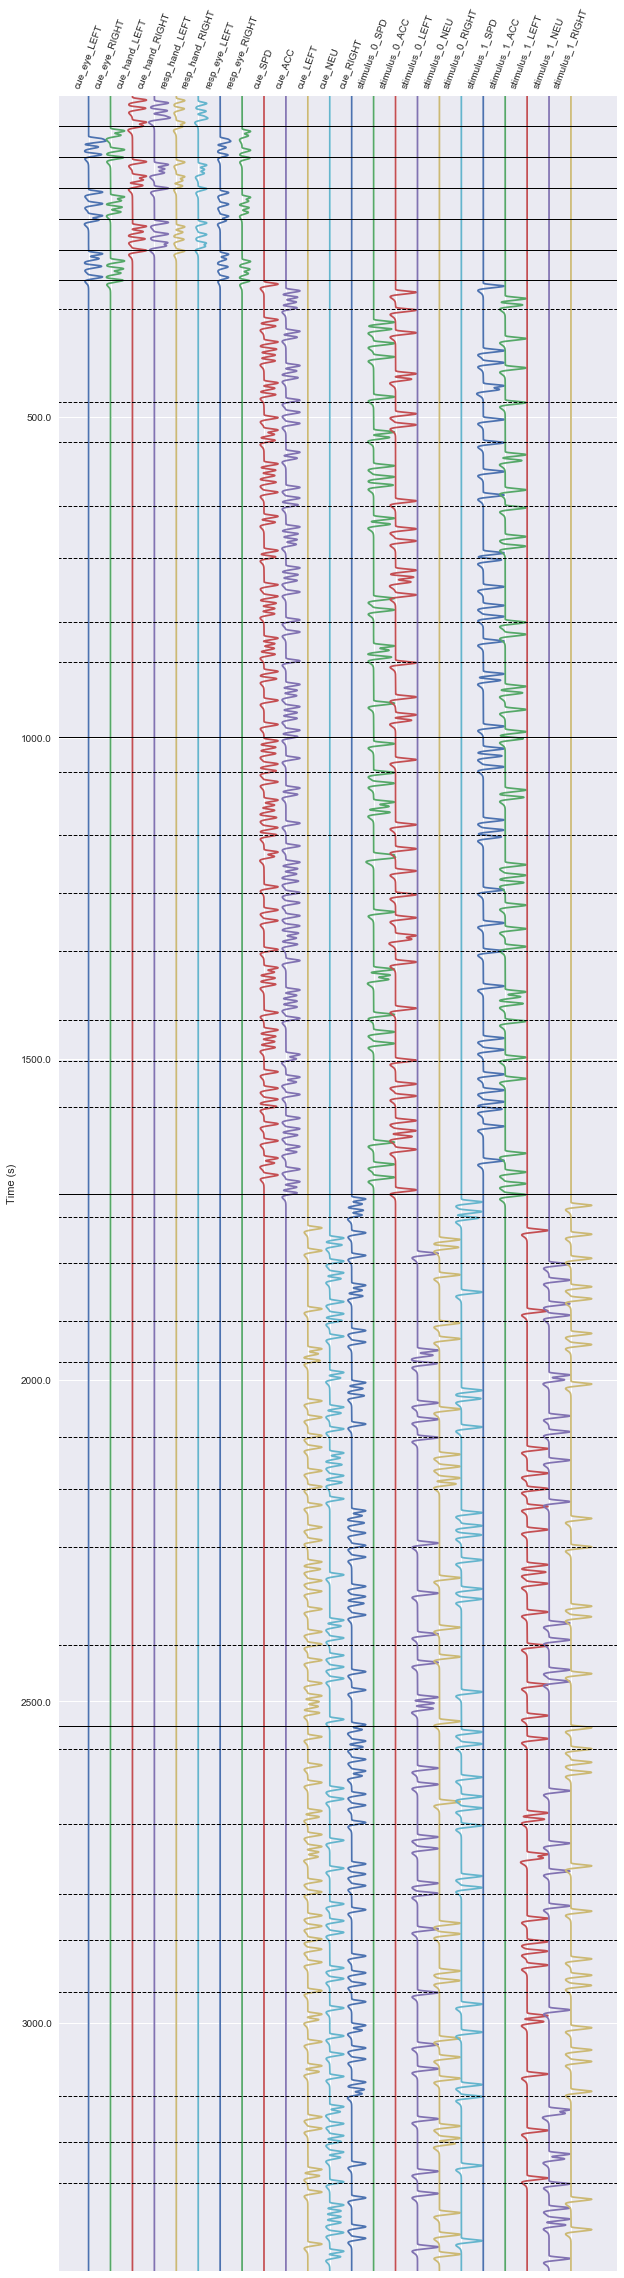 cue_eye_LEFT
cue_eye_RIGHT
cue_hand_LEFT
cue_hand_RIGHT
resp_hand_LEFT
resp_hand_RIGHT
resp_eye_LEFT
resp_eye_RIGHT
cue_SPD
cue_ACC
cue_LEFT
cue_NEU
cue_RIGHT
stimulus_0_SPD
stimulus_0_ACC
stimulus_0_LEFT
stimulus_0_NEU
stimulus_0_RIGHT
stimulus_1_SPD
stimulus_1_ACC
stimulus_1_LEFT
stimulus_1_NEU
stimulus_1_RIGHT
500.0
1000.0
1500.0
Time (s)
2000.0
2500.0
3000.0